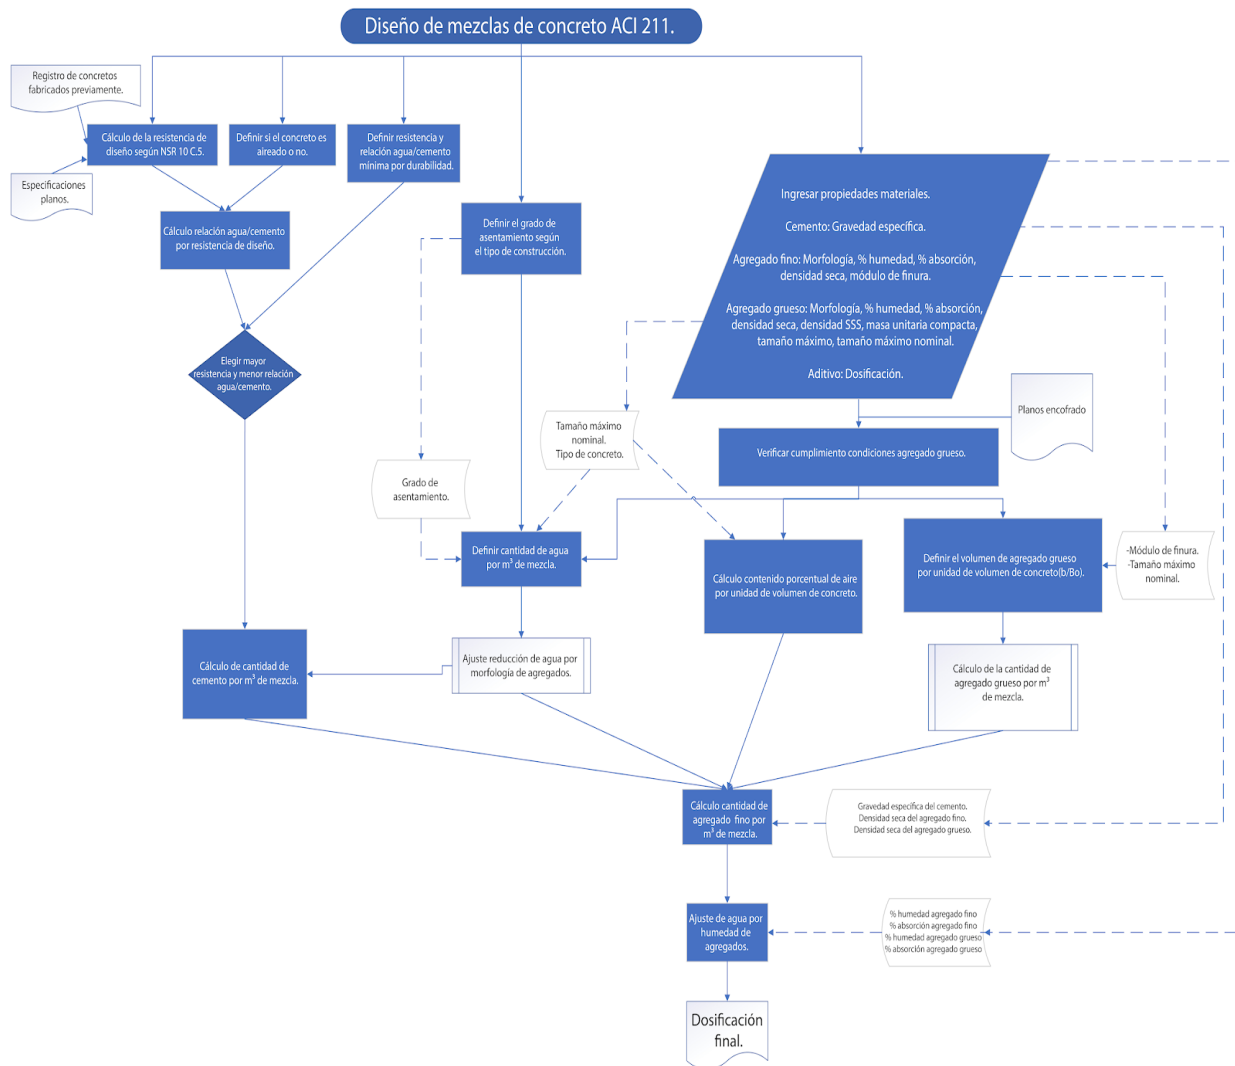 Diseño de mezclas de concreto ACI 211.
Registro de concretos
fabricados previamente.
Cálculo de la resistencia de
diseño según NSR 10 C.5.
Definir si el concreto es
aireado o no.
Definir resistencia y
relación agua/cemento
mínima por durabilidad.
Especificaciones
planos.
Cálculo relación agua/cemento
por resistencia de diseño.
Definir el grado de
asentamiento según
el tipo de construcción.
Ingresar propiedades materiales.
Cemento: Gravedad específica.
Agregado fino: Morfología, % humedad, % absorción,
densidad seca, módulo de finura.
Agregado grueso: Morfología, % humedad, % absorción,
densidad seca, densidad SSS, masa unitaria compacta,
tamaño máximo, tamaño máximo nominal.
Aditivo: Dosificación.
Elegir mayor
resistencia y menor relación
agua/cemento.
Planos encofrado
Tamaño máximo
nominal.
Tipo de concreto.
Verificar cumplimiento condiciones agregado grueso.
Grado de
asentamiento.
Definir cantidad de agua
por m³ de mezcla.
Cálculo contenido porcentual de aire
por unidad de volumen de concreto.
Definir el volumen de agregado grueso
por unidad de volumen de concreto(b/Bo).
-Módulo de finura.
-Tamaño máximo
nominal.
Cálculo de cantidad de
cemento por m³ de mezcla.
Ajuste reducción de agua por
morfología de agregados.
Cálculo de la cantidad de
agregado grueso por m³
de mezcla.
Cálculo cantidad de
agregado fino por
m³ de mezcla.
Gravedad específica del cemento.
Densidad seca del agregado fino.
Densidad seca del agregado grueso.
Ajuste de agua por
humedad de
agregados.
% humedad agregado fino
% absorción agregado fino
% humedad agregado grueso
% absorción agregado grueso
Dosificación
final.